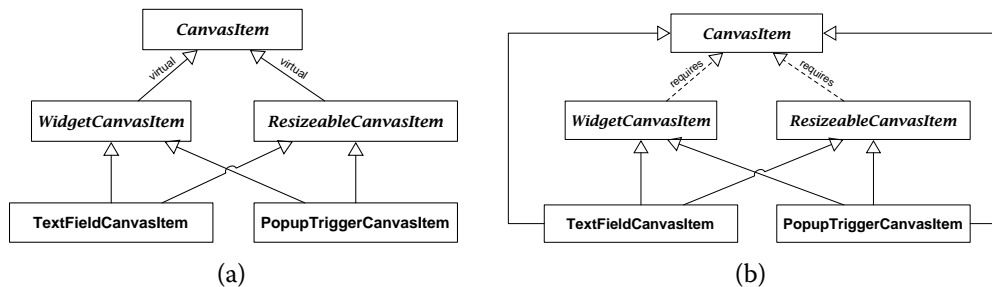 CanvasItem
virtual
virtual
WidgetCanvasItem
ResizeableCanvasItem
TextFieldCanvasItem
PopupTriggerCanvasItem
(a)
CanvasItem
requires
requires
WidgetCanvasItem
ResizeableCanvasItem
TextFieldCanvasItem
PopupTriggerCanvasItem
(b)